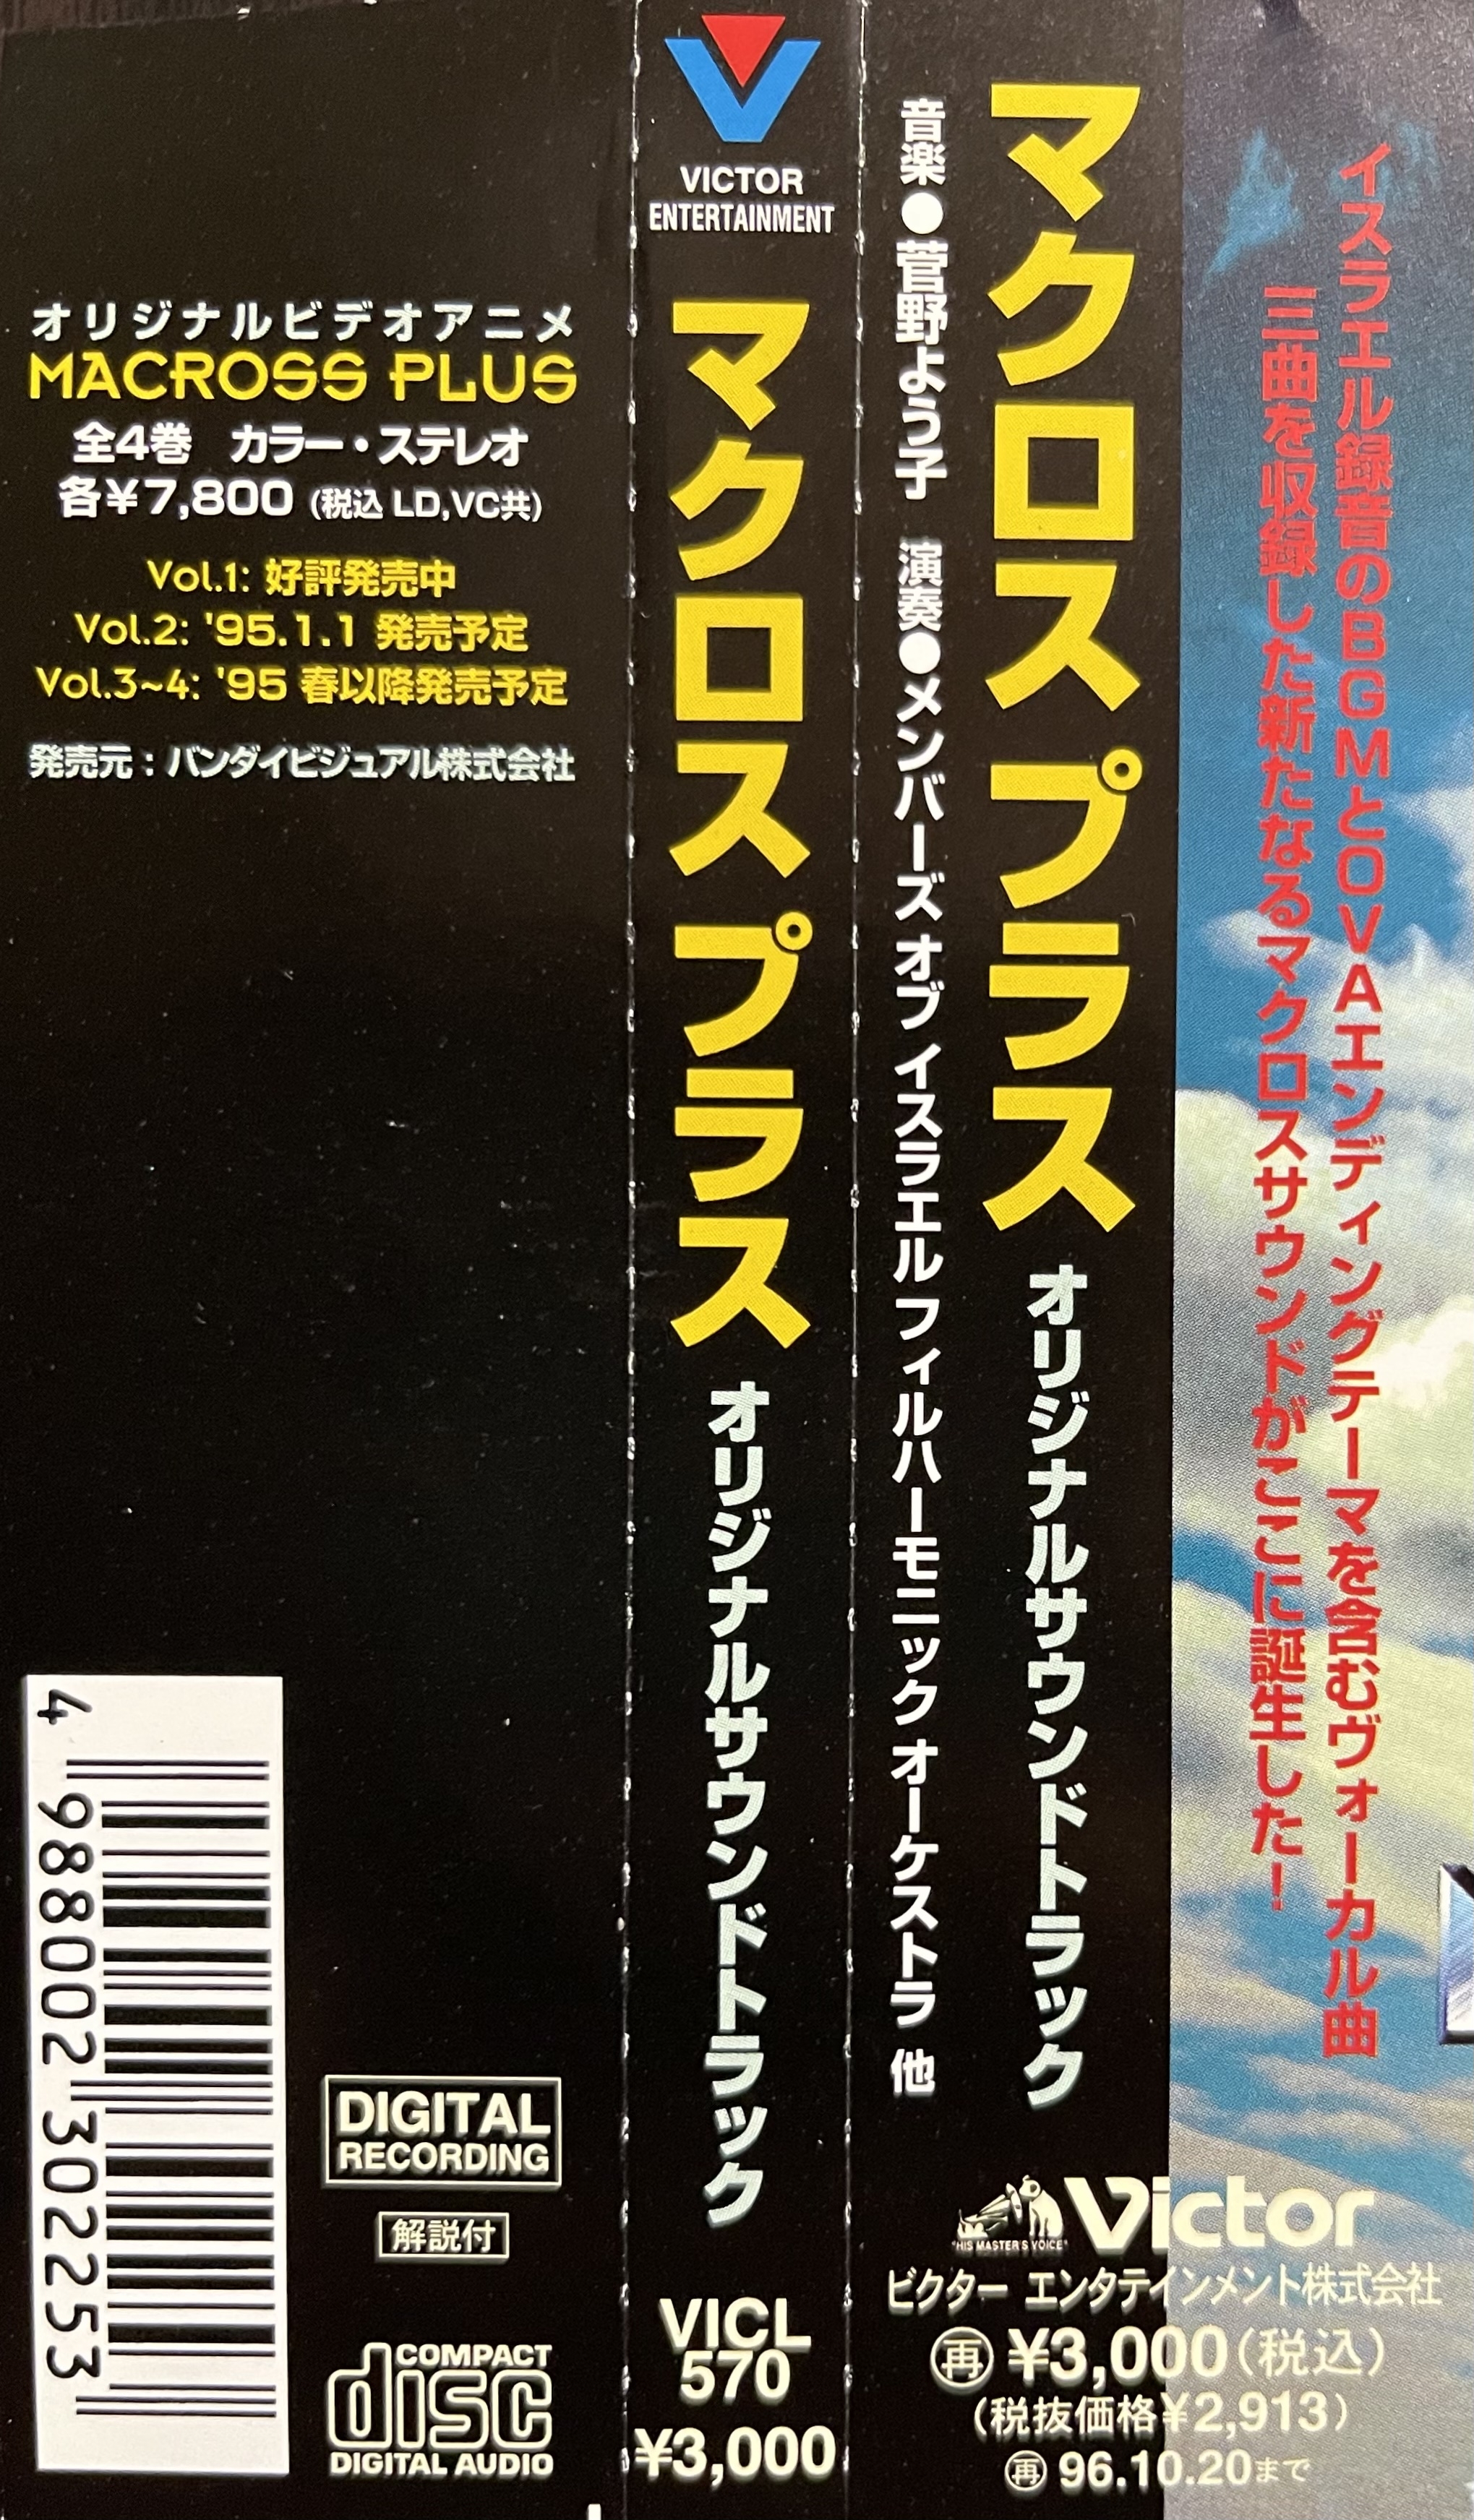 イスラエル録音のBGMとOVAエンディングテーマを含むヴォーカル曲
三曲を収録した新たなるマクロスサウンドがここに誕生した！
マクロス プラス オリジナルサウンドトラック
音楽●菅野よう子 演奏●メンバーズ オブ イスラエル フィルハーモニック オーケストラ 他
"HIS MASTER'S VOICE"
Victor
ビクター エンタテインメント株式会社
再 ¥3,000(税込)
(税抜価格¥2,913)
再 96.10.20まで
VICTOR
ENTERTAINMENT
マクロス プラス オリジナルサウンドトラック
VICL
570
¥3,000
オリジナルビデオアニメ
MACROSS PLUS
全4巻 カラー・ステレオ
各¥7,800 (税込 LD,VC共)
Vol.1: 好評発売中
Vol.2: '95.1.1 発売予定
Vol.3~4: '95 春以降発売予定
発売元：バンダイビジュアル株式会社
4 988002 302253
DIGITAL
RECORDING
解説付
COMPACT
disc
DIGITAL AUDIO